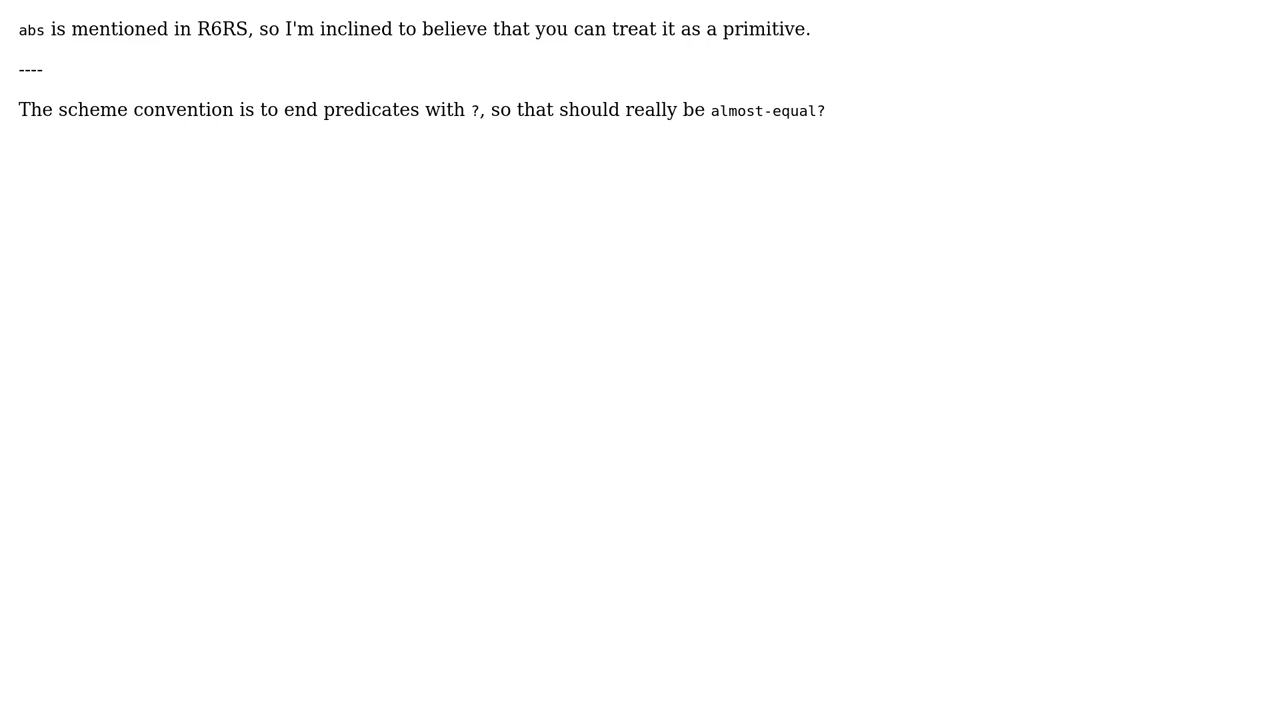 abs is mentioned in R6RS, so I'm inclined to believe that you can treat it as a primitive.
----
The scheme convention is to end predicates with ?, so that should really be almost-equal?